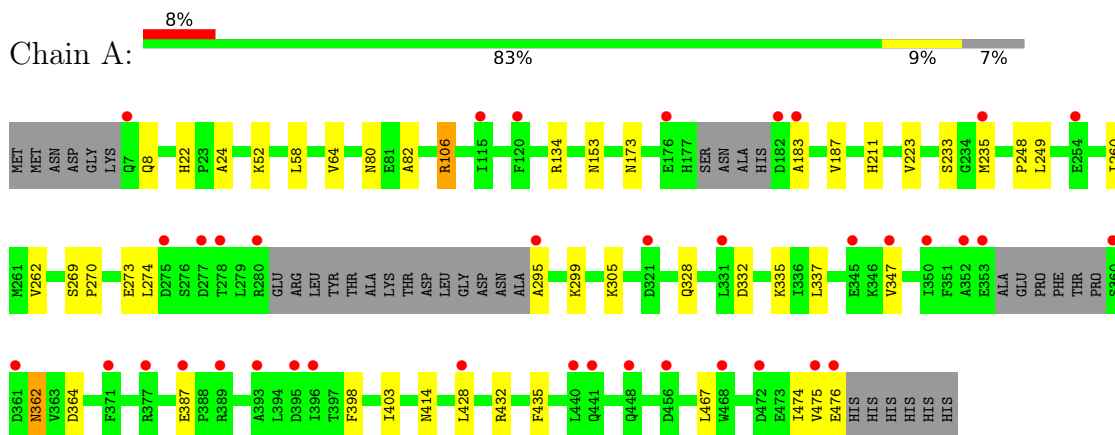 8%
Chain A:
83% 9% 7%
MET MET ASN ASP GLY LYS Q7 Q8 H22 P23 A24 K52 L58 V64 N80 E81 A82 R106 I115 F120 R134 N153 N173 E176 H177 SER ASN ALA HIS D182 A183 V187 H211 V223 S233 G234 M235 P248 L249 E254 I260
M261 V262 S269 P270 E273 L274 D275 S276 D277 T278 L279 R280 GLU ARG LEU TYR THR THR ALA LYS THR ASP LEU GLY ASP ASN ALA A295 K299 K305 D321 Q328 L331 D332 K335 I336 L337 E345 K346 V347 I350 F351 A352 E353 ALA GLU PRO PHE THR PRO S360
D361 N362 V363 D364 F371 R377 E387 P388 R389 A393 L394 D395 I396 T397 F398 I403 N414 L428 R432 F435 L440 Q441 Q448 D456 L467 W468 D472 E473 I474 V475 E476 HIS HIS HIS HIS HIS HIS